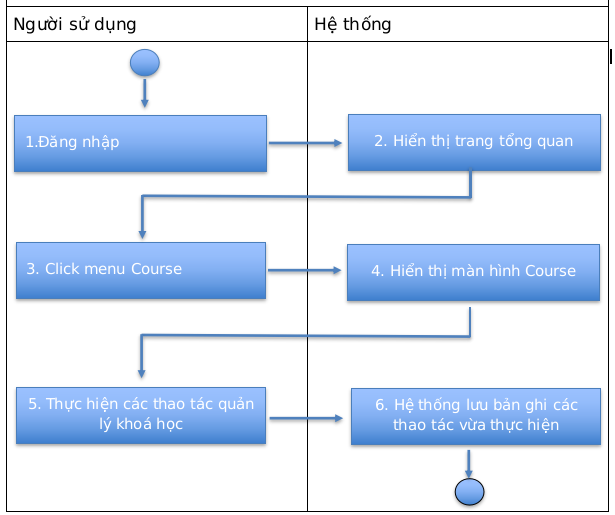 Người sử dụng
Hệ thống
1.Đăng nhập
2. Hiển thị trang tổng quan
3. Click menu Course
4. Hiển thị màn hình Course
5. Thực hiện các thao tác quản
lý khoá học
6. Hệ thống lưu bản ghi các
thao tác vừa thực hiện